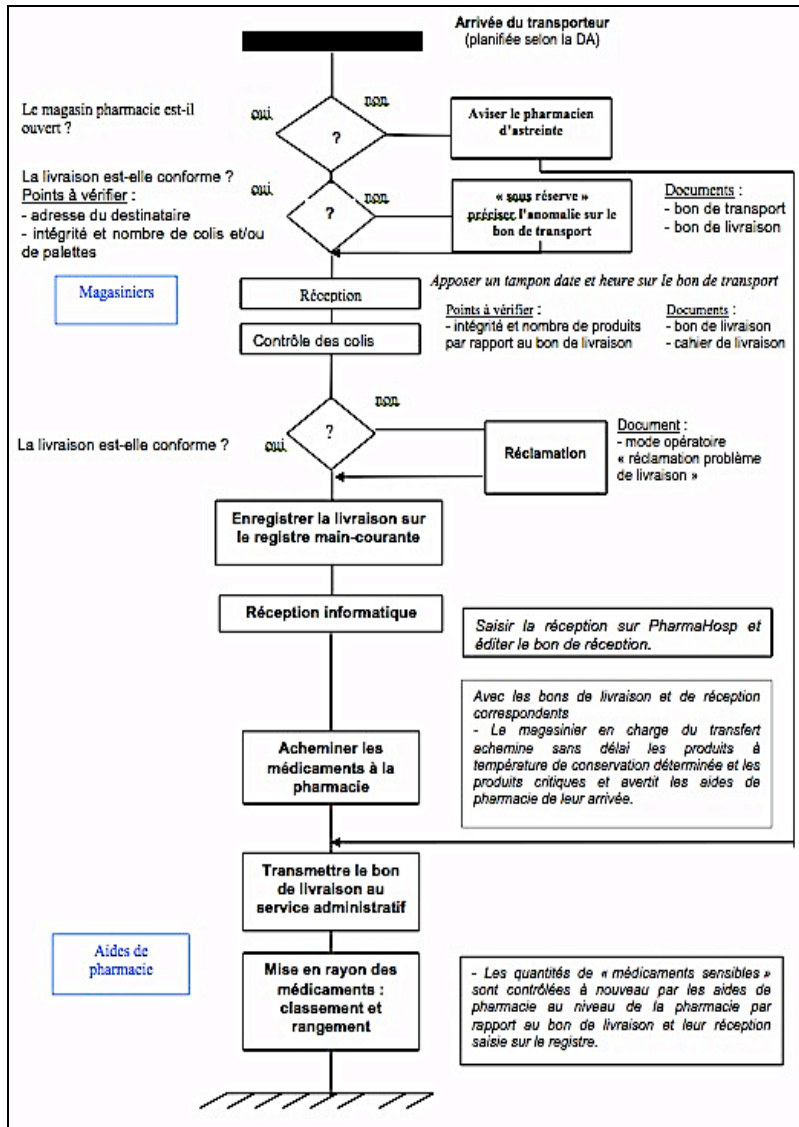 Arrivée du transporteur
(planifiée selon la DA)
Le magasin pharmacie est-il
ouvert ?
oui
non
?
Aviser le pharmacien
d'astreinte
La livraison est-elle conforme ?
Points à vérifier :
- adresse du destinataire
- intégrité et nombre de colis et/ou
de palettes
oui
non
?
« sous réserve »
préciser l'anomalie sur le
bon de transport
Documents :
- bon de transport
- bon de livraison
Magasiniers
Réception
Apposer un tampon date et heure sur le bon de transport
Contrôle des colis
Points à vérifier :
- intégrité et nombre de produits
par rapport au bon de livraison
Documents :
- bon de livraison
- cahier de livraison
La livraison est-elle conforme ?
oui
non
?
Réclamation
Document :
- mode opératoire
« réclamation problème
de livraison »
Enregistrer la livraison sur
le registre main-courante
Réception informatique
Saisir la réception sur PharmaHosp et
éditer le bon de réception.
Acheminer les
médicaments à la
pharmacie
Avec les bons de livraison et de réception
correspondants
- Le magasinier en charge du transfert
achemine sans délai les produits à
température de conservation déterminée et les
produits critiques et avertit les aides de
pharmacie de leur arrivée.
Transmettre le bon
de livraison au
service administratif
Aides de
pharmacie
Mise en rayon des
médicaments :
classement et
rangement
- Les quantités de « médicaments sensibles »
sont contrôlées à nouveau par les aides de
pharmacie au niveau de la pharmacie par
rapport au bon de livraison et leur réception
saisie sur le registre.